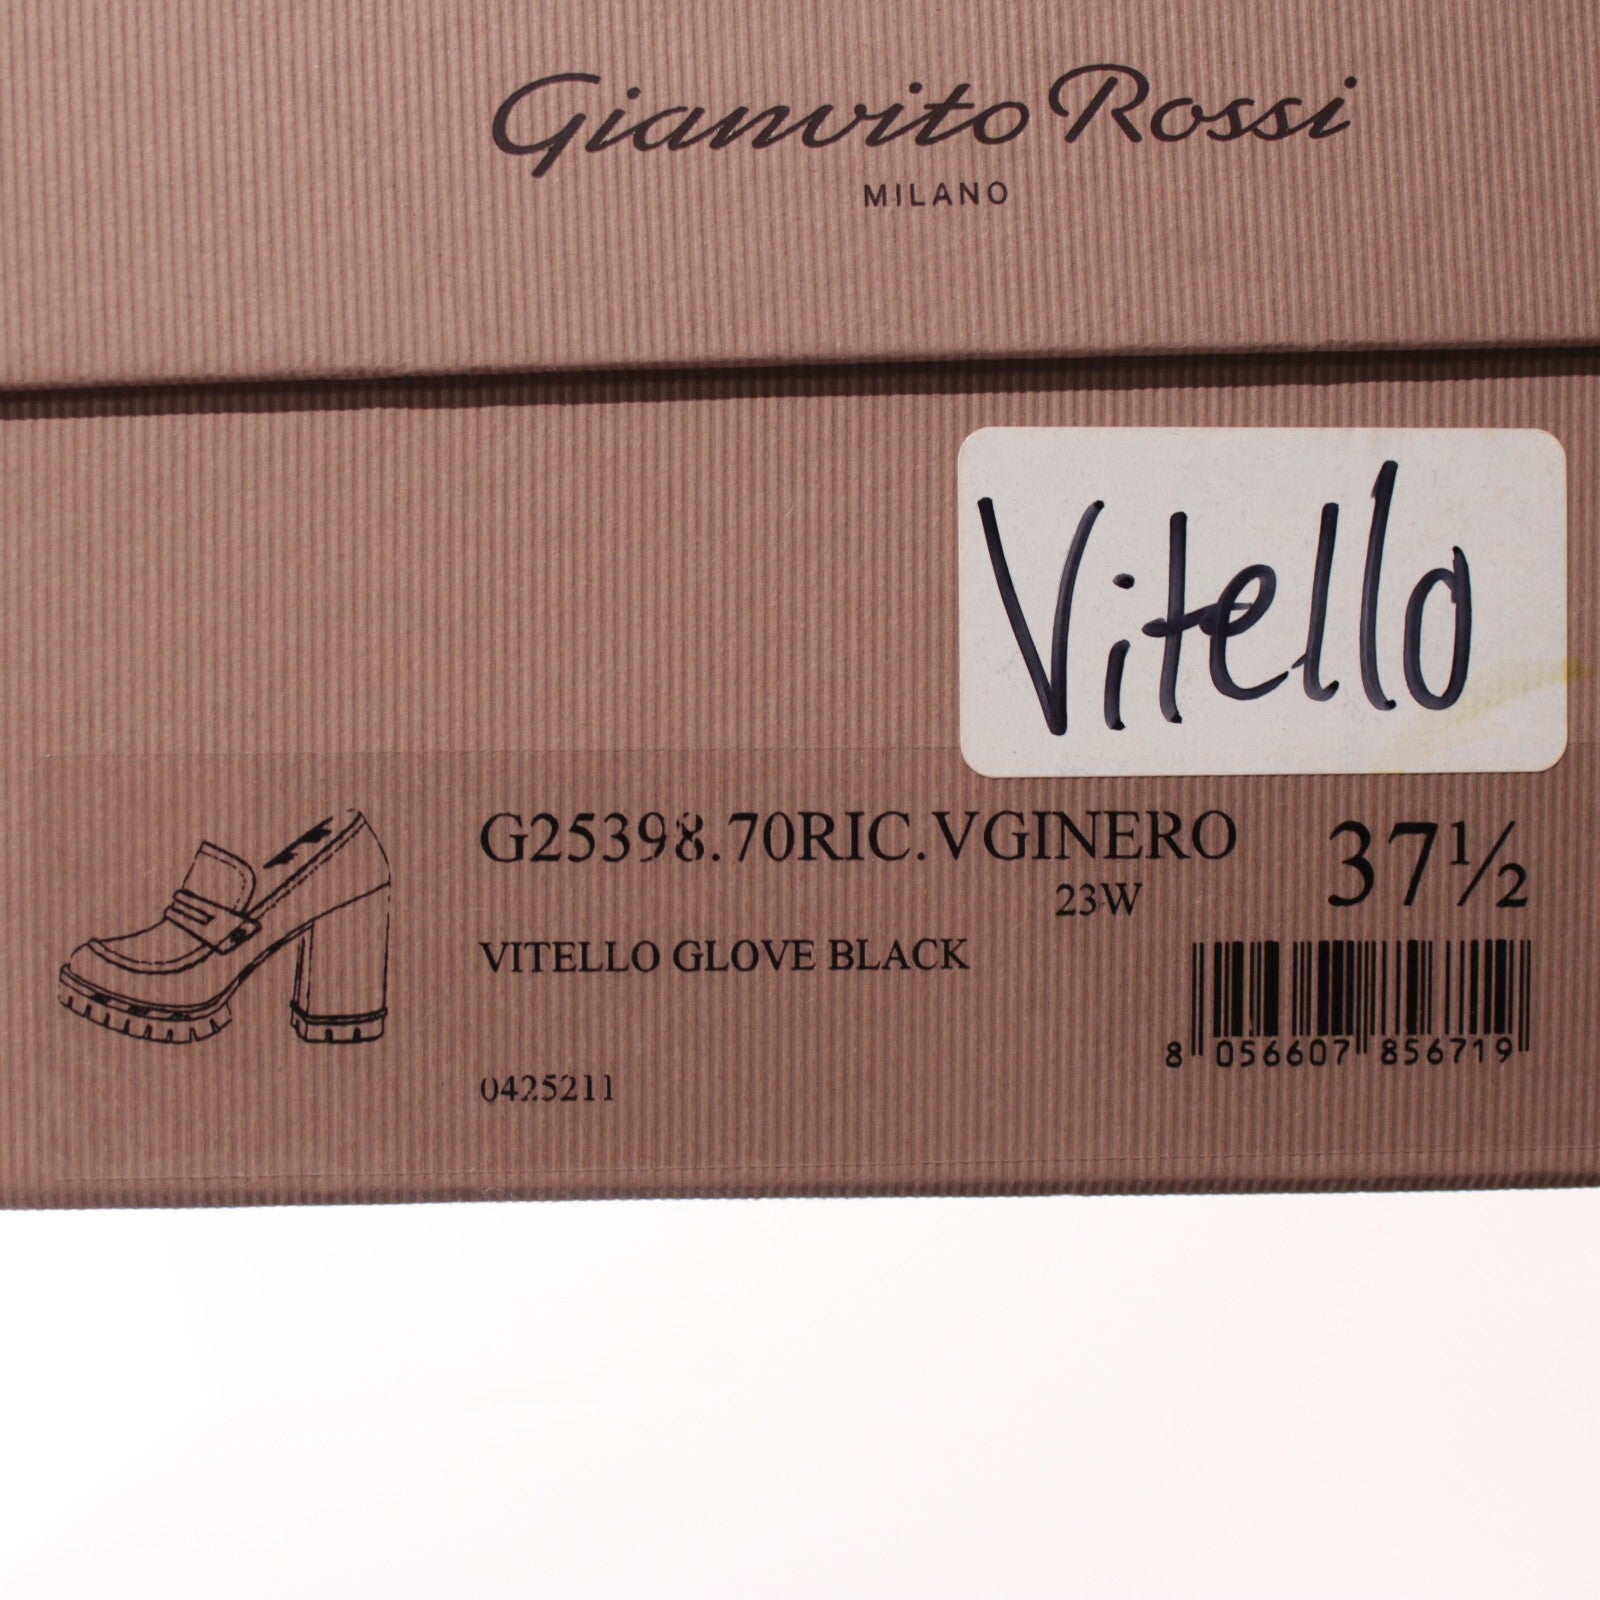 Gianvito Rossi
MILANO
Vitello
G25398.70RIC.VGINERO
23W
37½
VITELLO GLOVE BLACK
8 056607 856719
0425211